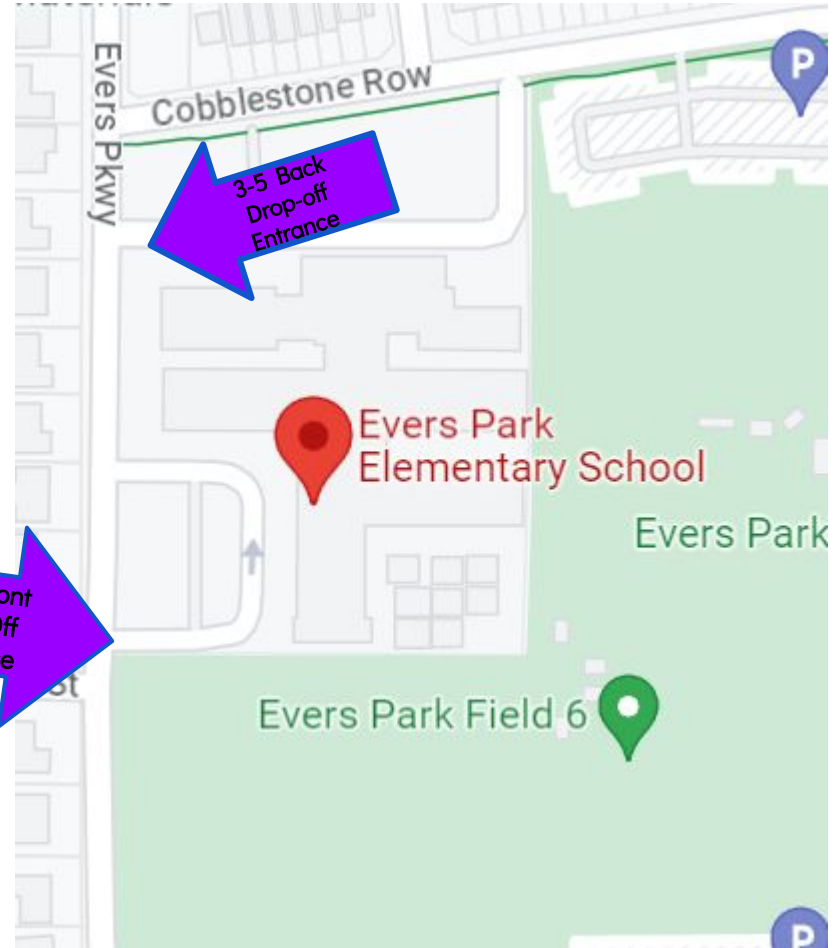 Evers Pkwy
Cobblestone Row
P
3-5 Back
Drop-off
Entrance
Evers Park
Elementary School
Evers Park
St
Evers Park Field 6
P